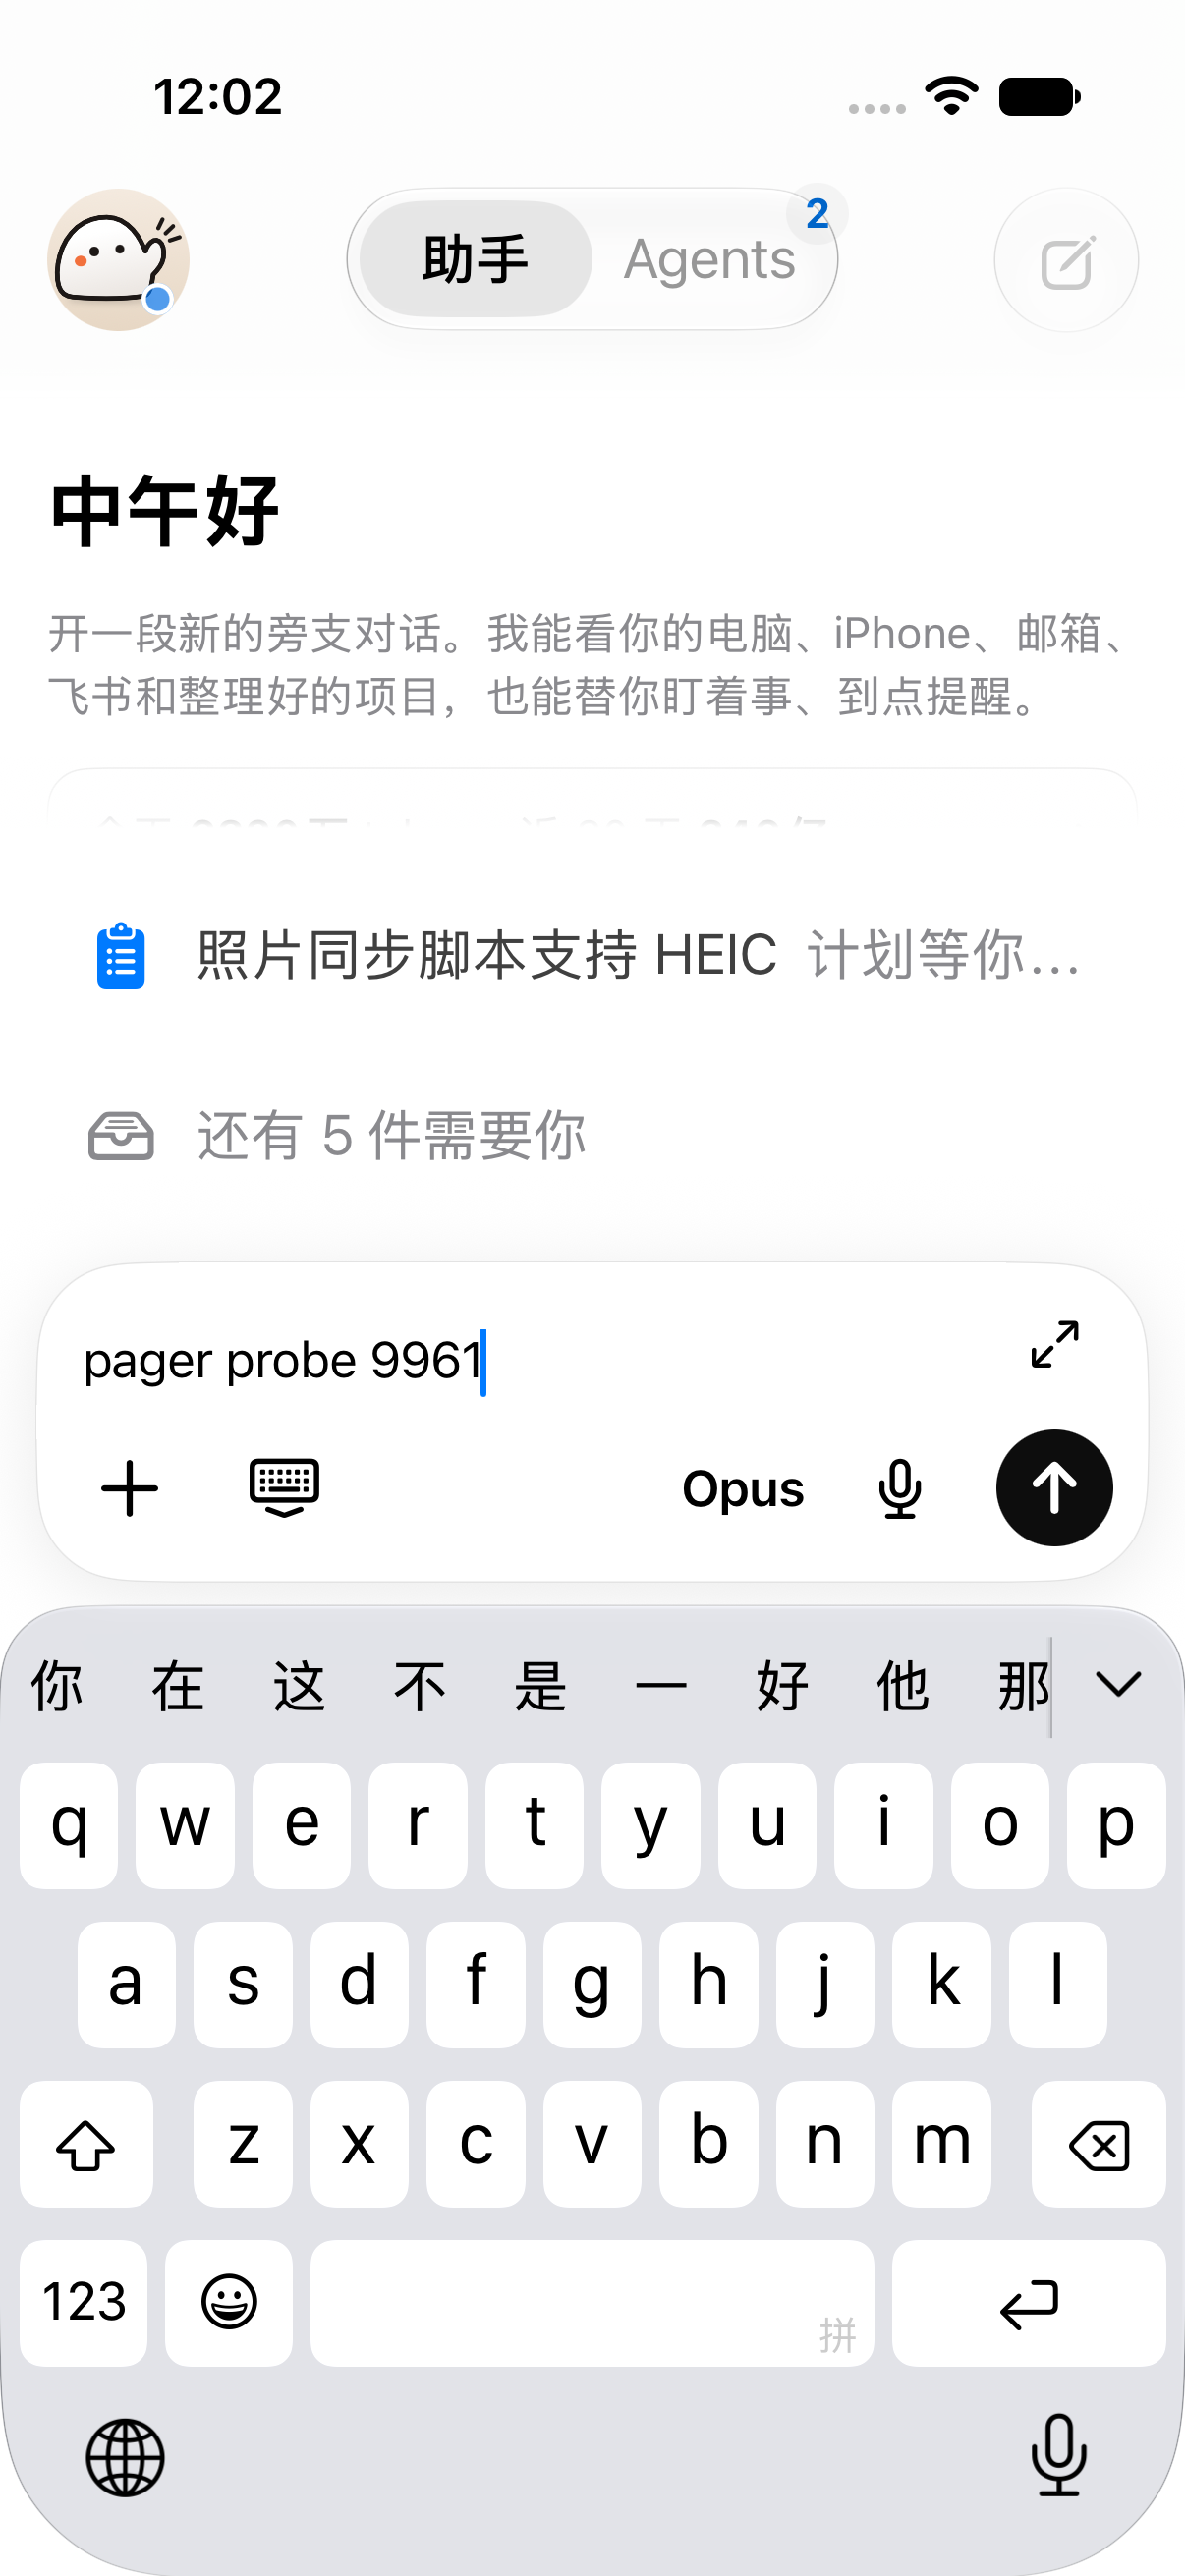 12:02
助手
Agents
2
中午好
开一段新的旁支对话。我能看你的电脑、iPhone、邮箱、
飞书和整理好的项目，也能替你盯着事、到点提醒。
照片同步脚本支持 HEIC 计划等你…
还有 5 件需要你
pager probe 9961
Opus
你 在 这 不 是 一 好 他 那
q w e r t y u i o p
a s d f g h j k l
z x c v b n m
123
拼